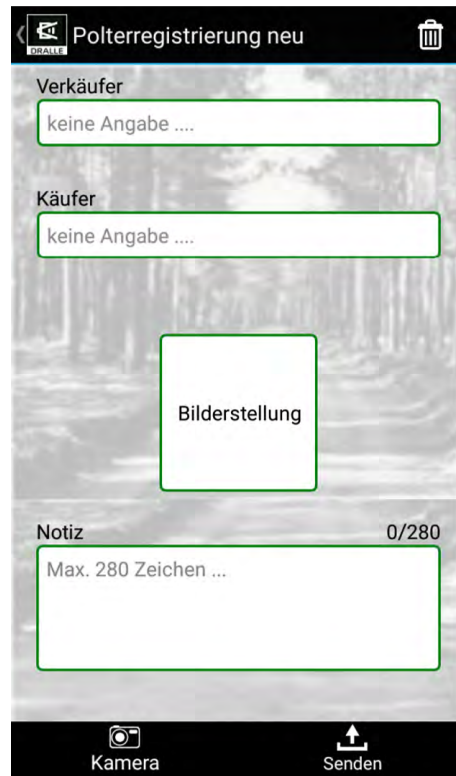 DRALLE
Polterregistrierung neu
Verkäufer
keine Angabe ....
Käufer
keine Angabe ....
Bilderstellung
Notiz 0/280
Max. 280 Zeichen ...
Kamera Senden